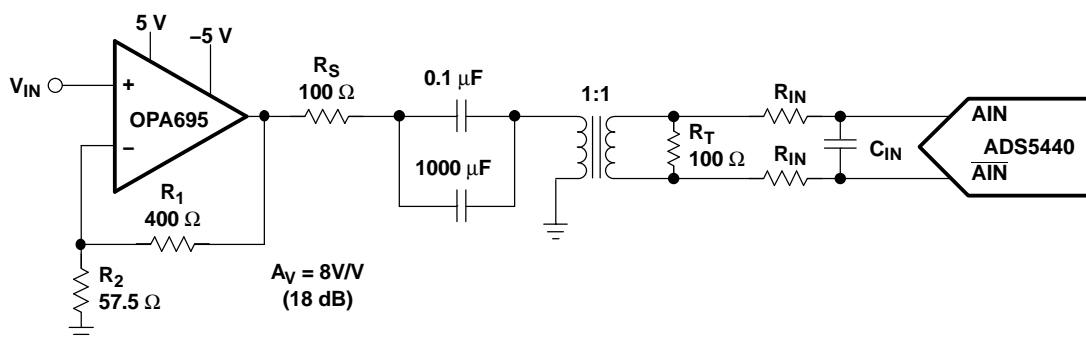 5 V
–5 V
V_IN
+
OPA695
–
R_S
100 Ω
0.1 μF
1000 μF
1:1
R_T
100 Ω
R_IN
R_IN
C_IN
AIN
ADS5440
A̅I̅N̅
R_1
400 Ω
R_2
57.5 Ω
A_V = 8V/V
(18 dB)